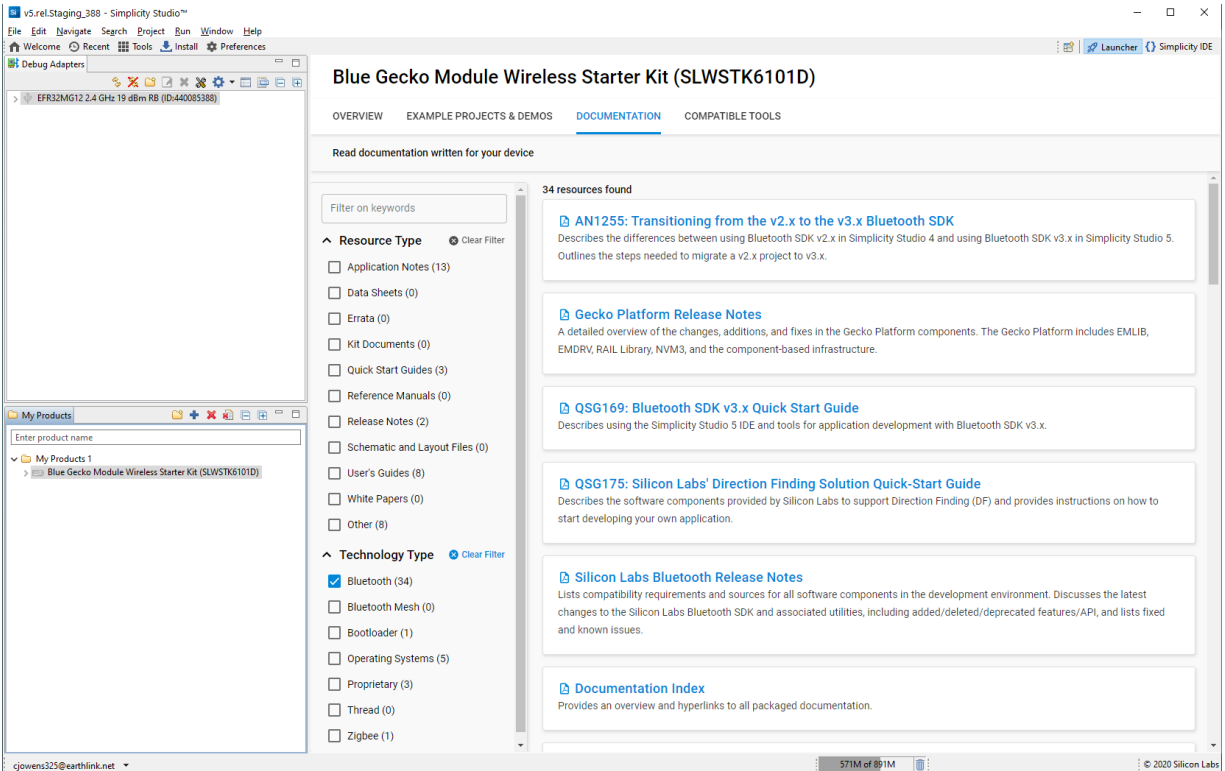 v5.rel.Staging_388 - Simplicity Studio™
File Edit Navigate Search Project Run Window Help
Welcome Recent Tools Install Preferences
Launcher Simplicity IDE
Debug Adapters
EFR32MG12 2.4 GHz 19 dBm RB (ID:440085388)
My Products
Enter product name
My Products 1
Blue Gecko Module Wireless Starter Kit (SLWSTK6101D)
Blue Gecko Module Wireless Starter Kit (SLWSTK6101D)
OVERVIEW EXAMPLE PROJECTS & DEMOS DOCUMENTATION COMPATIBLE TOOLS
Read documentation written for your device
Filter on keywords
Resource Type Clear Filter
Application Notes (13)
Data Sheets (0)
Errata (0)
Kit Documents (0)
Quick Start Guides (3)
Reference Manuals (0)
Release Notes (2)
Schematic and Layout Files (0)
User's Guides (8)
White Papers (0)
Other (8)
Technology Type Clear Filter
Bluetooth (34)
Bluetooth Mesh (0)
Bootloader (1)
Operating Systems (5)
Proprietary (3)
Thread (0)
Zigbee (1)
34 resources found
AN1255: Transitioning from the v2.x to the v3.x Bluetooth SDK
Describes the differences between using Bluetooth SDK v2.x in Simplicity Studio 4 and using Bluetooth SDK v3.x in Simplicity Studio 5.
Outlines the steps needed to migrate a v2.x project to v3.x.
Gecko Platform Release Notes
A detailed overview of the changes, additions, and fixes in the Gecko Platform components. The Gecko Platform includes EMLIB,
EMDRV, RAIL Library, NVM3, and the component-based infrastructure.
QSG169: Bluetooth SDK v3.x Quick Start Guide
Describes using the Simplicity Studio 5 IDE and tools for application development with Bluetooth SDK v3.x.
QSG175: Silicon Labs' Direction Finding Solution Quick-Start Guide
Describes the software components provided by Silicon Labs to support Direction Finding (DF) and provides instructions on how to
start developing your own application.
Silicon Labs Bluetooth Release Notes
Lists compatibility requirements and sources for all software components in the development environment. Discusses the latest
changes to the Silicon Labs Bluetooth SDK and associated utilities, including added/deleted/deprecated features/API, and lists fixed
and known issues.
Documentation Index
Provides an overview and hyperlinks to all packaged documentation.
cjowens325@earthlink.net
571M of 891M
© 2020 Silicon Labs